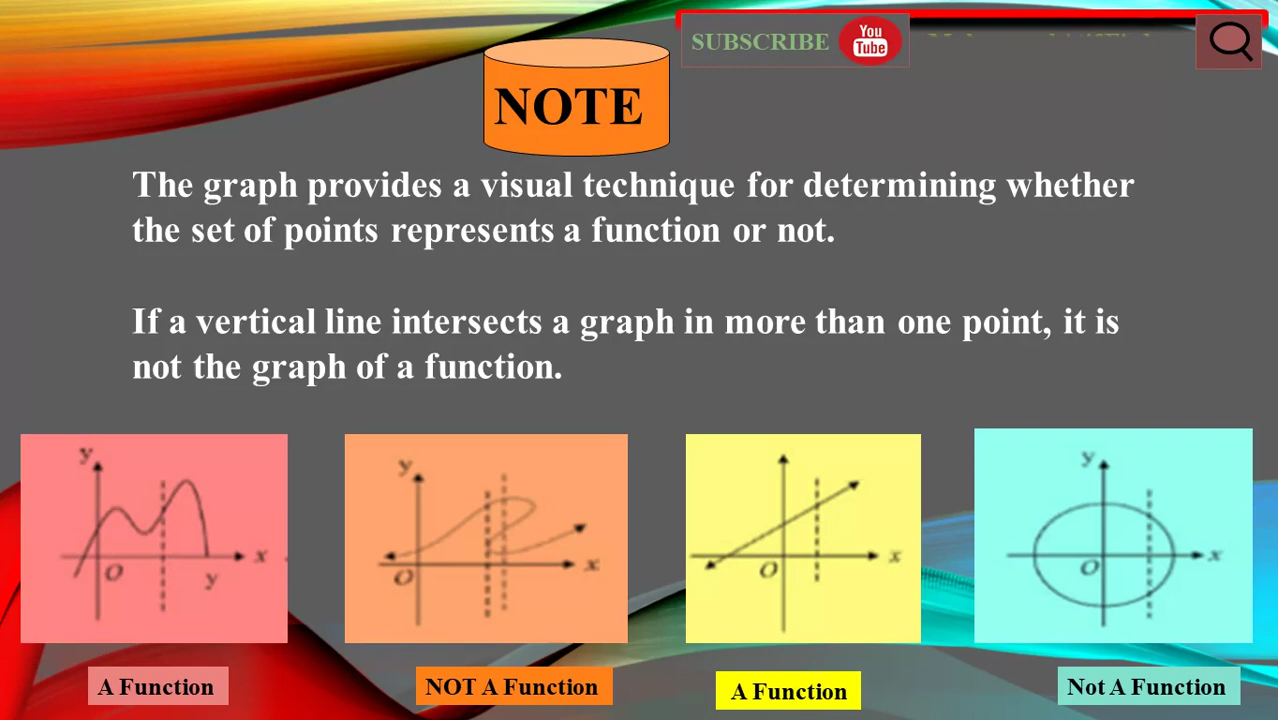 SUBSCRIBE
You
Tube
NOTE
The graph provides a visual technique for determining whether
the set of points represents a function or not.
If a vertical line intersects a graph in more than one point, it is
not the graph of a function.
y
x
O
y
y
x
O
x
O
y
x
O
A Function
NOT A Function
A Function
Not A Function